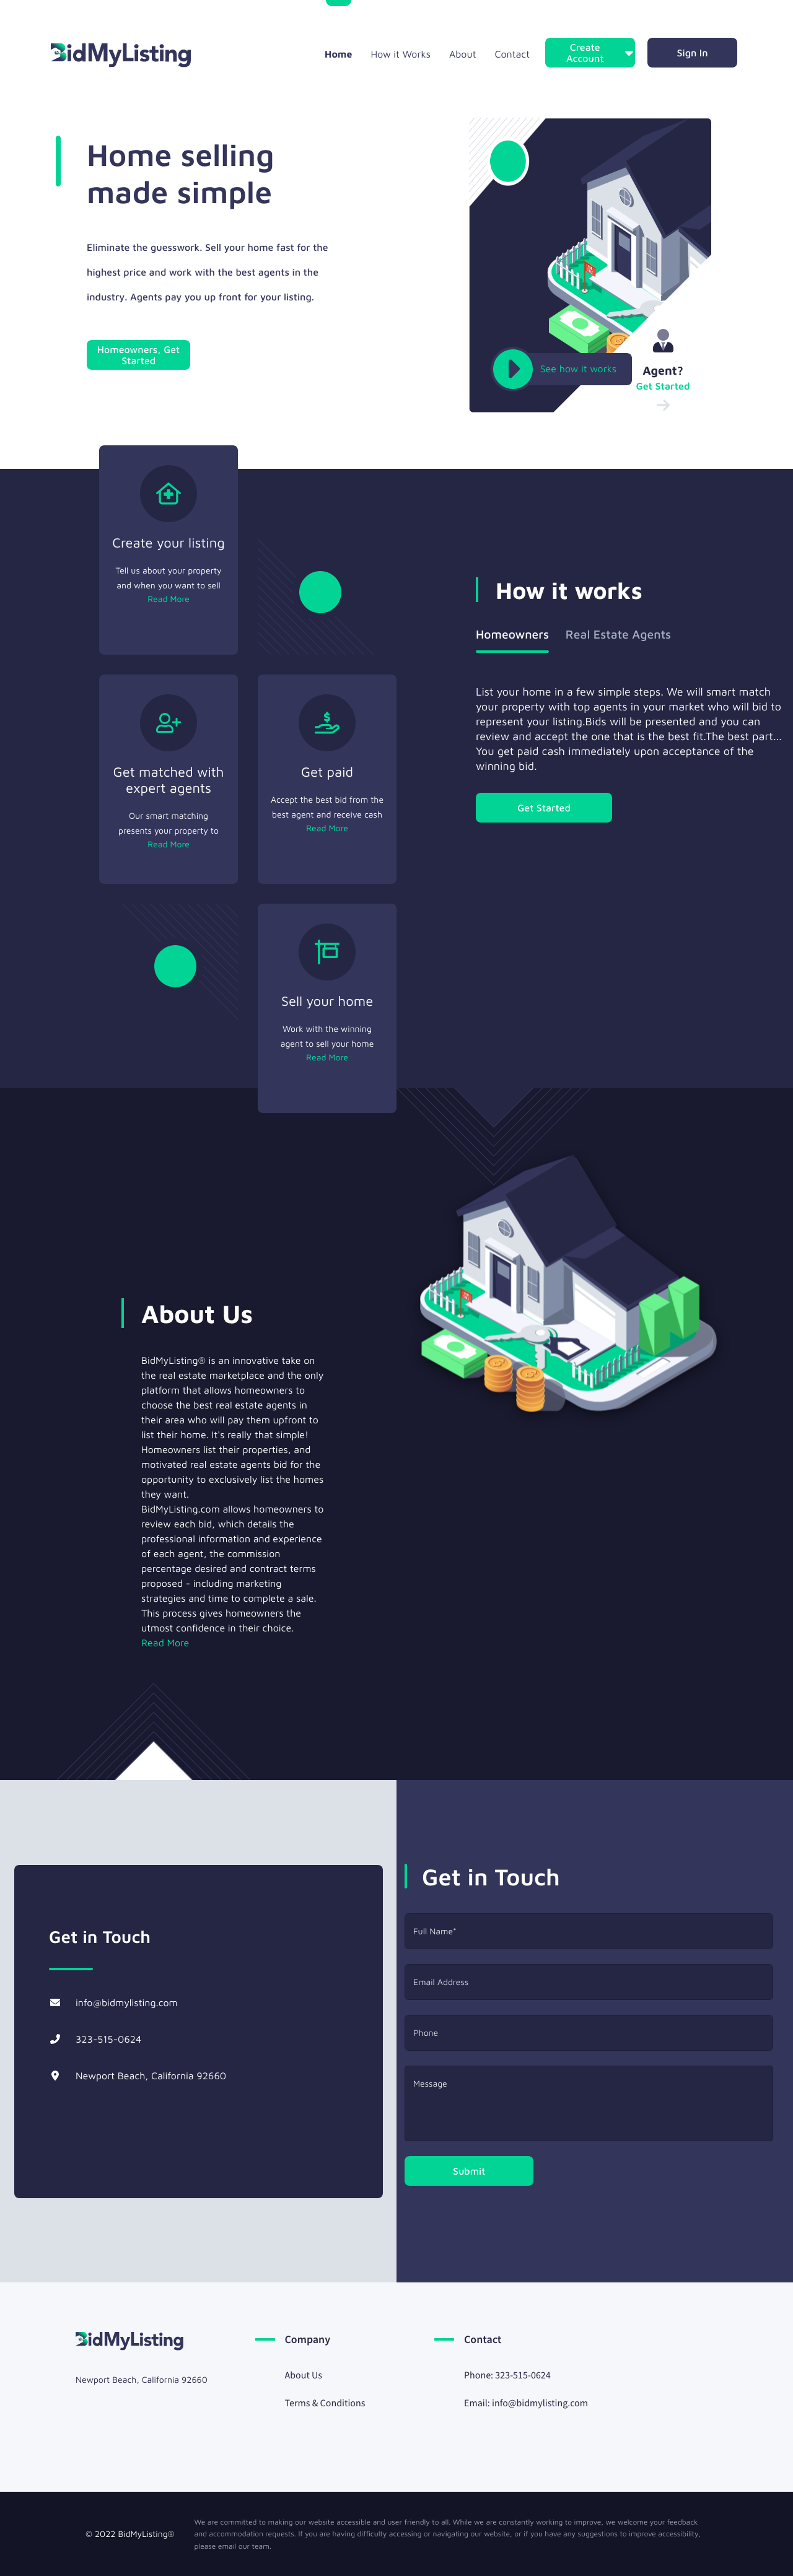 BidMyListing
Home
How it Works
About
Contact
Create
Account
Sign In
Home selling
made simple
Eliminate the guesswork. Sell your home fast for the
highest price and work with the best agents in the
industry. Agents pay you up front for your listing.
Homeowners, Get
Started
See how it works
Agent?
Get Started
Create your listing
Tell us about your property
and when you want to sell
Read More
Get matched with
expert agents
Our smart matching
presents your property to
Read More
Get paid
Accept the best bid from the
best agent and receive cash
Read More
Sell your home
Work with the winning
agent to sell your home
Read More
How it works
Homeowners
Real Estate Agents
List your home in a few simple steps. We will smart match
your property with top agents in your market who will bid to
represent your listing.Bids will be presented and you can
review and accept the one that is the best fit.The best part...
You get paid cash immediately upon acceptance of the
winning bid.
Get Started
About Us
BidMyListing® is an innovative take on
the real estate marketplace and the only
platform that allows homeowners to
choose the best real estate agents in
their area who will pay them upfront to
list their home. It's really that simple!
Homeowners list their properties, and
motivated real estate agents bid for the
opportunity to exclusively list the homes
they want.
BidMyListing.com allows homeowners to
review each bid, which details the
professional information and experience
of each agent, the commission
percentage desired and contract terms
proposed - including marketing
strategies and time to complete a sale.
This process gives homeowners the
utmost confidence in their choice.
Read More
Get in Touch
info@bidmylisting.com
323-515-0624
Newport Beach, California 92660
Get in Touch
Full Name*
Email Address
Phone
Message
Submit
BidMyListing
Newport Beach, California 92660
Company
About Us
Terms & Conditions
Contact
Phone: 323-515-0624
Email: info@bidmylisting.com
© 2022 BidMyListing®
We are committed to making our website accessible and user friendly to all. While we are constantly working to improve, we welcome your feedback
and accommodation requests. If you are having difficulty accessing or navigating our website, or if you have any suggestions to improve accessibility,
please email our team.